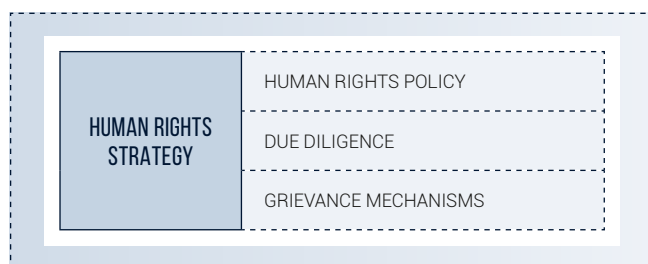 HUMAN RIGHTS
STRATEGY
HUMAN RIGHTS POLICY
DUE DILIGENCE
GRIEVANCE MECHANISMS